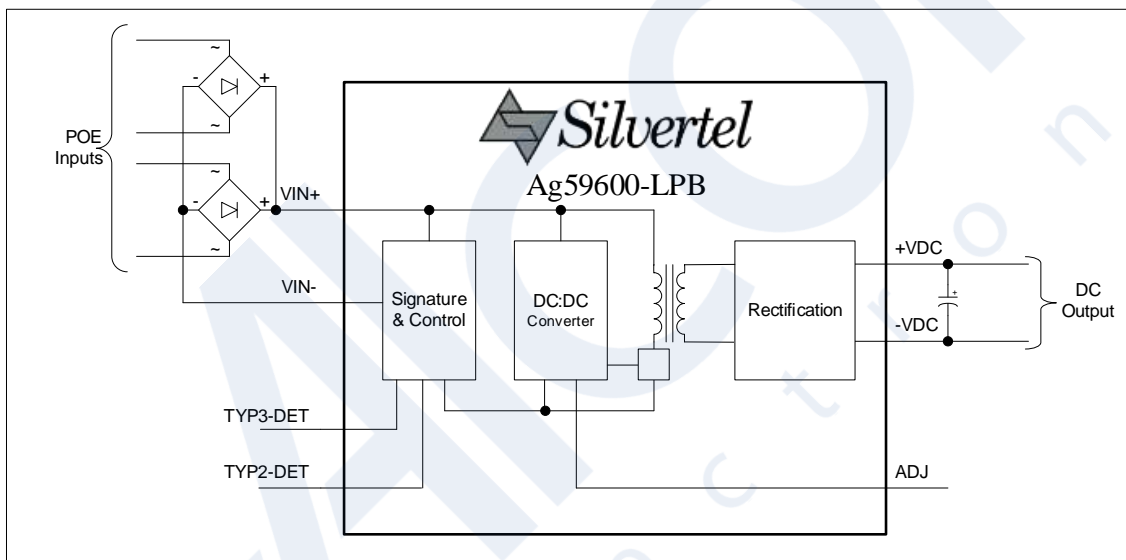 Silvertel
Ag59600-LPB
POE
Inputs
~
~
-
+
~
~
-
+
VIN+
VIN-
Signature
& Control
DC:DC
Converter
Rectification
+VDC
+
-VDC
DC
Output
TYP3-DET
TYP2-DET
ADJ